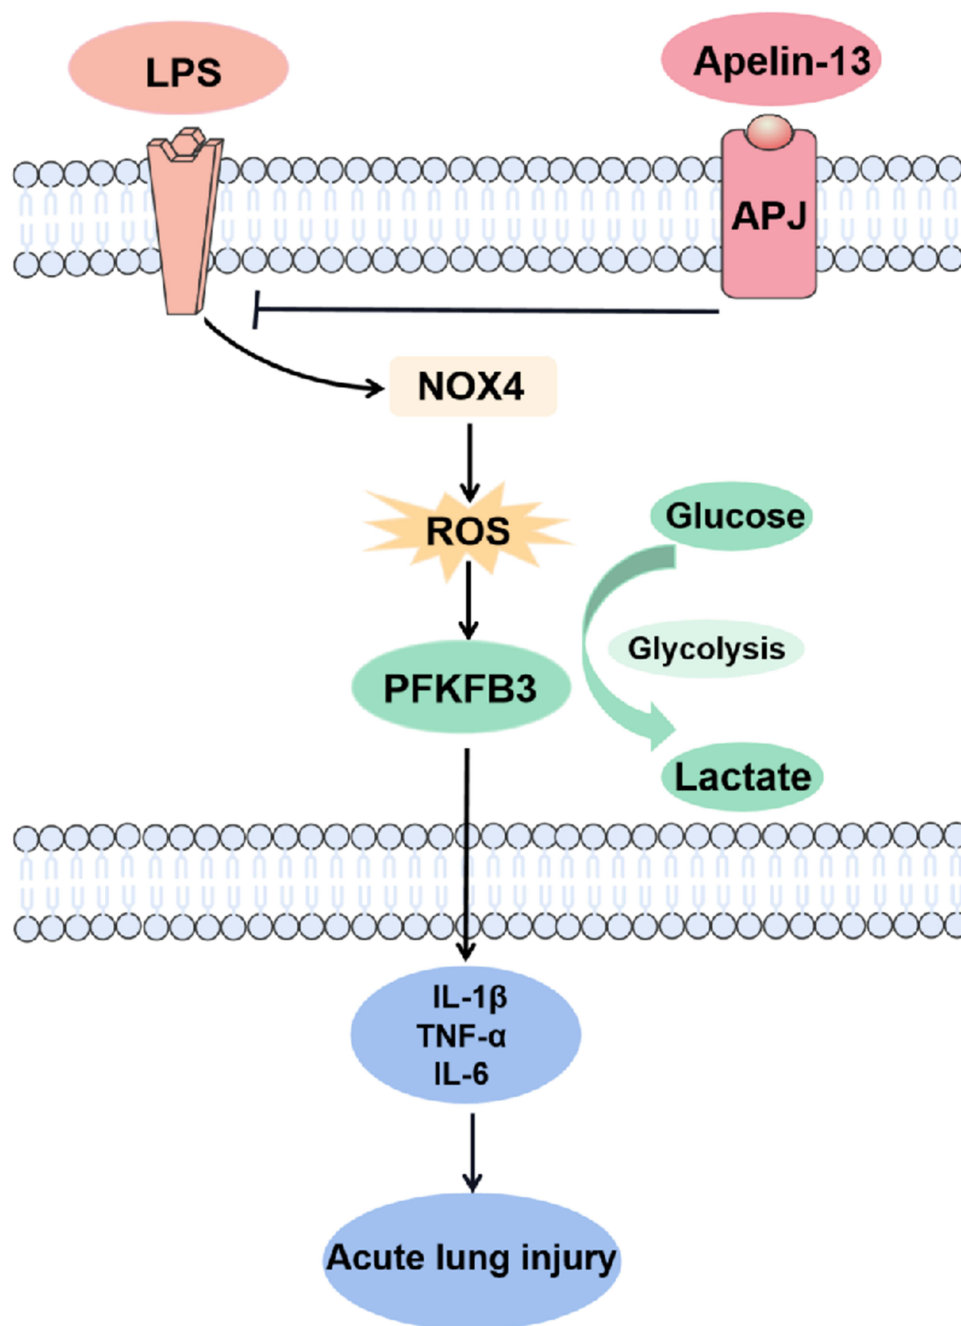 LPS
Apelin-13
APJ
NOX4
ROS
Glucose
Glycolysis
PFKFB3
Lactate
IL-1β
TNF-α
IL-6
Acute lung injury